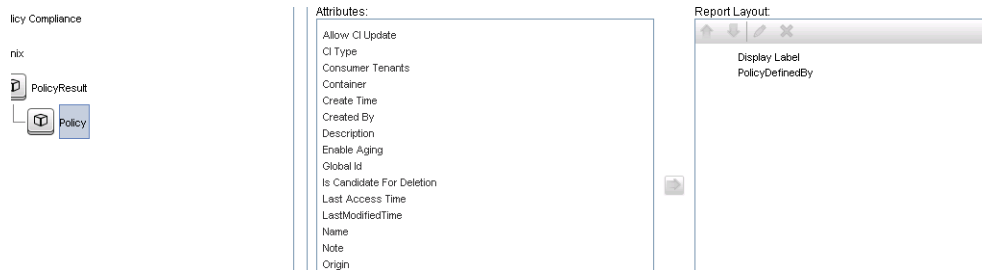 licy Compliance
nix
PolicyResult
Policy
Attributes:
Allow CI Update
CI Type
Consumer Tenants
Container
Create Time
Created By
Description
Enable Aging
Global Id
Is Candidate For Deletion
Last Access Time
LastModifiedTime
Name
Note
Origin
Report Layout:
Display Label
PolicyDefinedBy